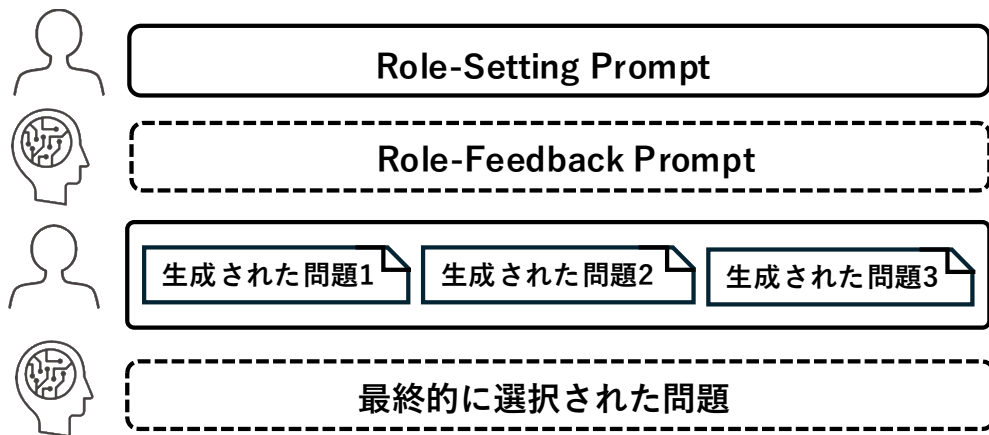 Role-Setting Prompt
Role-Feedback Prompt
生成された問題1
生成された問題2
生成された問題3
最終的に選択された問題